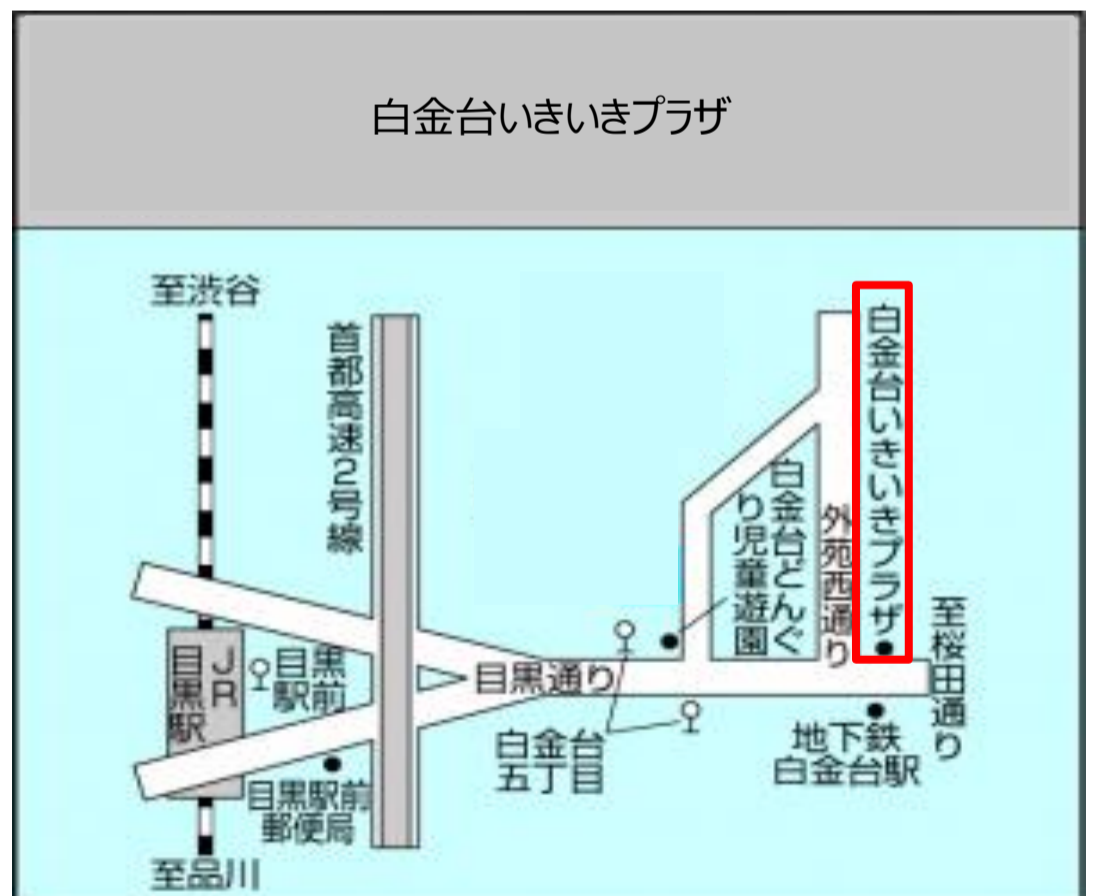 白金台いきいきプラザ
至渋谷
首都高速2号線
白金台いきいきプラザ
白金台どんぐ
り児童遊園
外苑西通り
至桜田通り
JR
目黒駅
目黒
駅前
目黒通り
白金台
五丁目
地下鉄
白金台駅
目黒駅前
郵便局
至品川